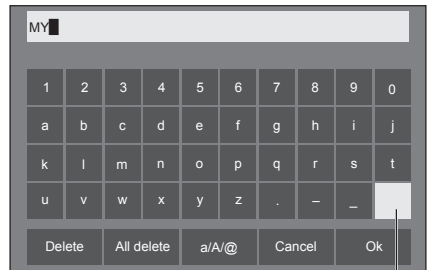 MY
1 2 3 4 5 6 7 8 9 0
a b c d e f g h i j
k l m n o p q r s t
u v w x y z . – _
Delete All delete a/A/@ Cancel Ok